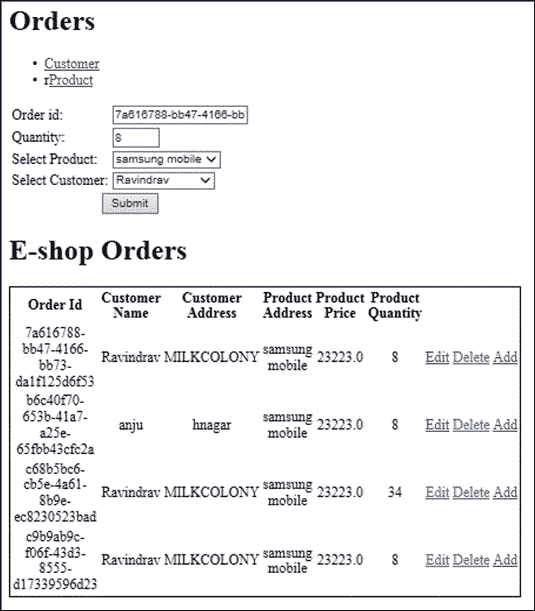 Orders
• Customer
• rProduct
Order id: 7a616788-bb47-4166-bb
Quantity: 8
Select Product: samsung mobile
Select Customer: Ravindrav
Submit
E-shop Orders
Order Id Customer Name Customer Address Product Address Product Price Product Quantity
7a616788-bb47-4166-bb73-da1f125d6f53 Ravindrav MILKCOLONY samsung mobile 23223.0 8 Edit Delete Add
b6c40f70-653b-41a7-a25e-65fbb43cfc2a anju hnagar samsung mobile 23223.0 8 Edit Delete Add
c68b5bc6-cb5e-4a61-8b9e-ec8230523bad Ravindrav MILKCOLONY samsung mobile 23223.0 34 Edit Delete Add
c9b9ab9c-f06f-43d3-8555-d17339596d23 Ravindrav MILKCOLONY samsung mobile 23223.0 8 Edit Delete Add